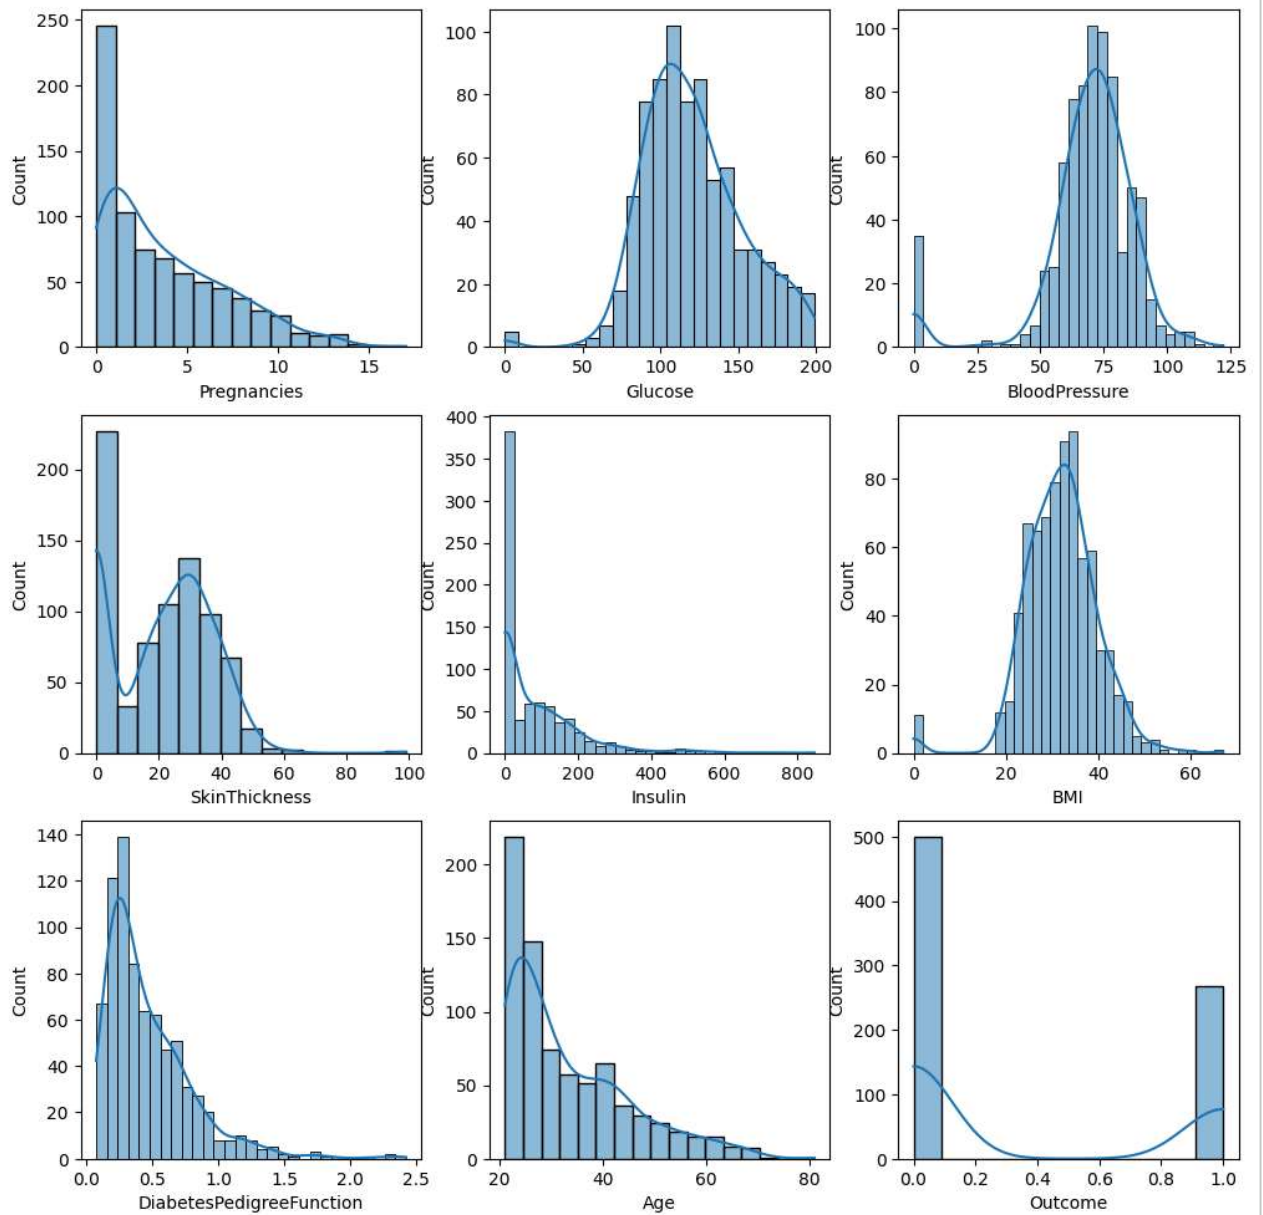 250
200
150
100
50
0
Count
0 5 10 15
Pregnancies
100
80
60
40
20
0
Count
0 50 100 150 200
Glucose
100
80
60
40
20
0
Count
0 25 50 75 100 125
BloodPressure
200
150
100
50
0
Count
0 20 40 60 80 100
SkinThickness
400
350
300
250
200
150
100
50
0
Count
0 200 400 600 800
Insulin
80
60
40
20
0
Count
0 20 40 60
BMI
140
120
100
80
60
40
20
0
Count
0.0 0.5 1.0 1.5 2.0 2.5
DiabetesPedigreeFunction
200
150
100
50
0
Count
20 40 60 80
Age
500
400
300
200
100
0
Count
0.0 0.2 0.4 0.6 0.8 1.0
Outcome